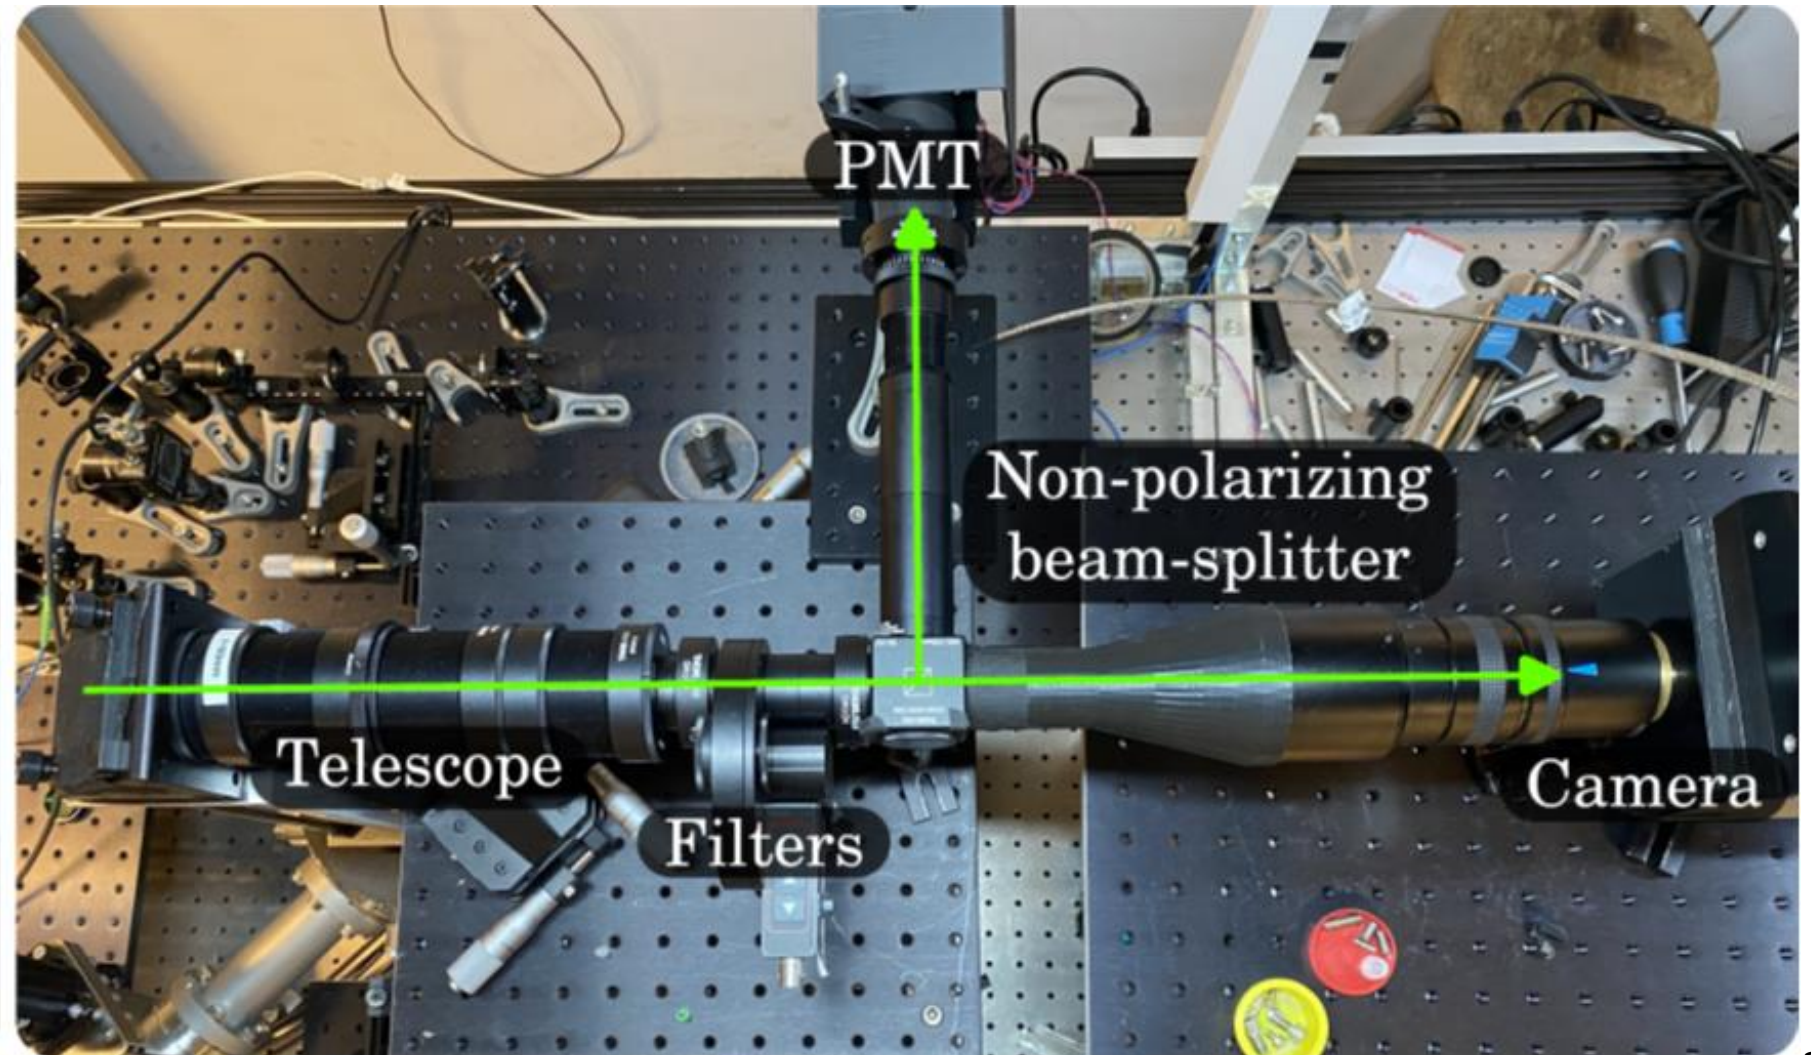 PMT
Non-polarizing
beam-splitter
Telescope
Filters
Camera